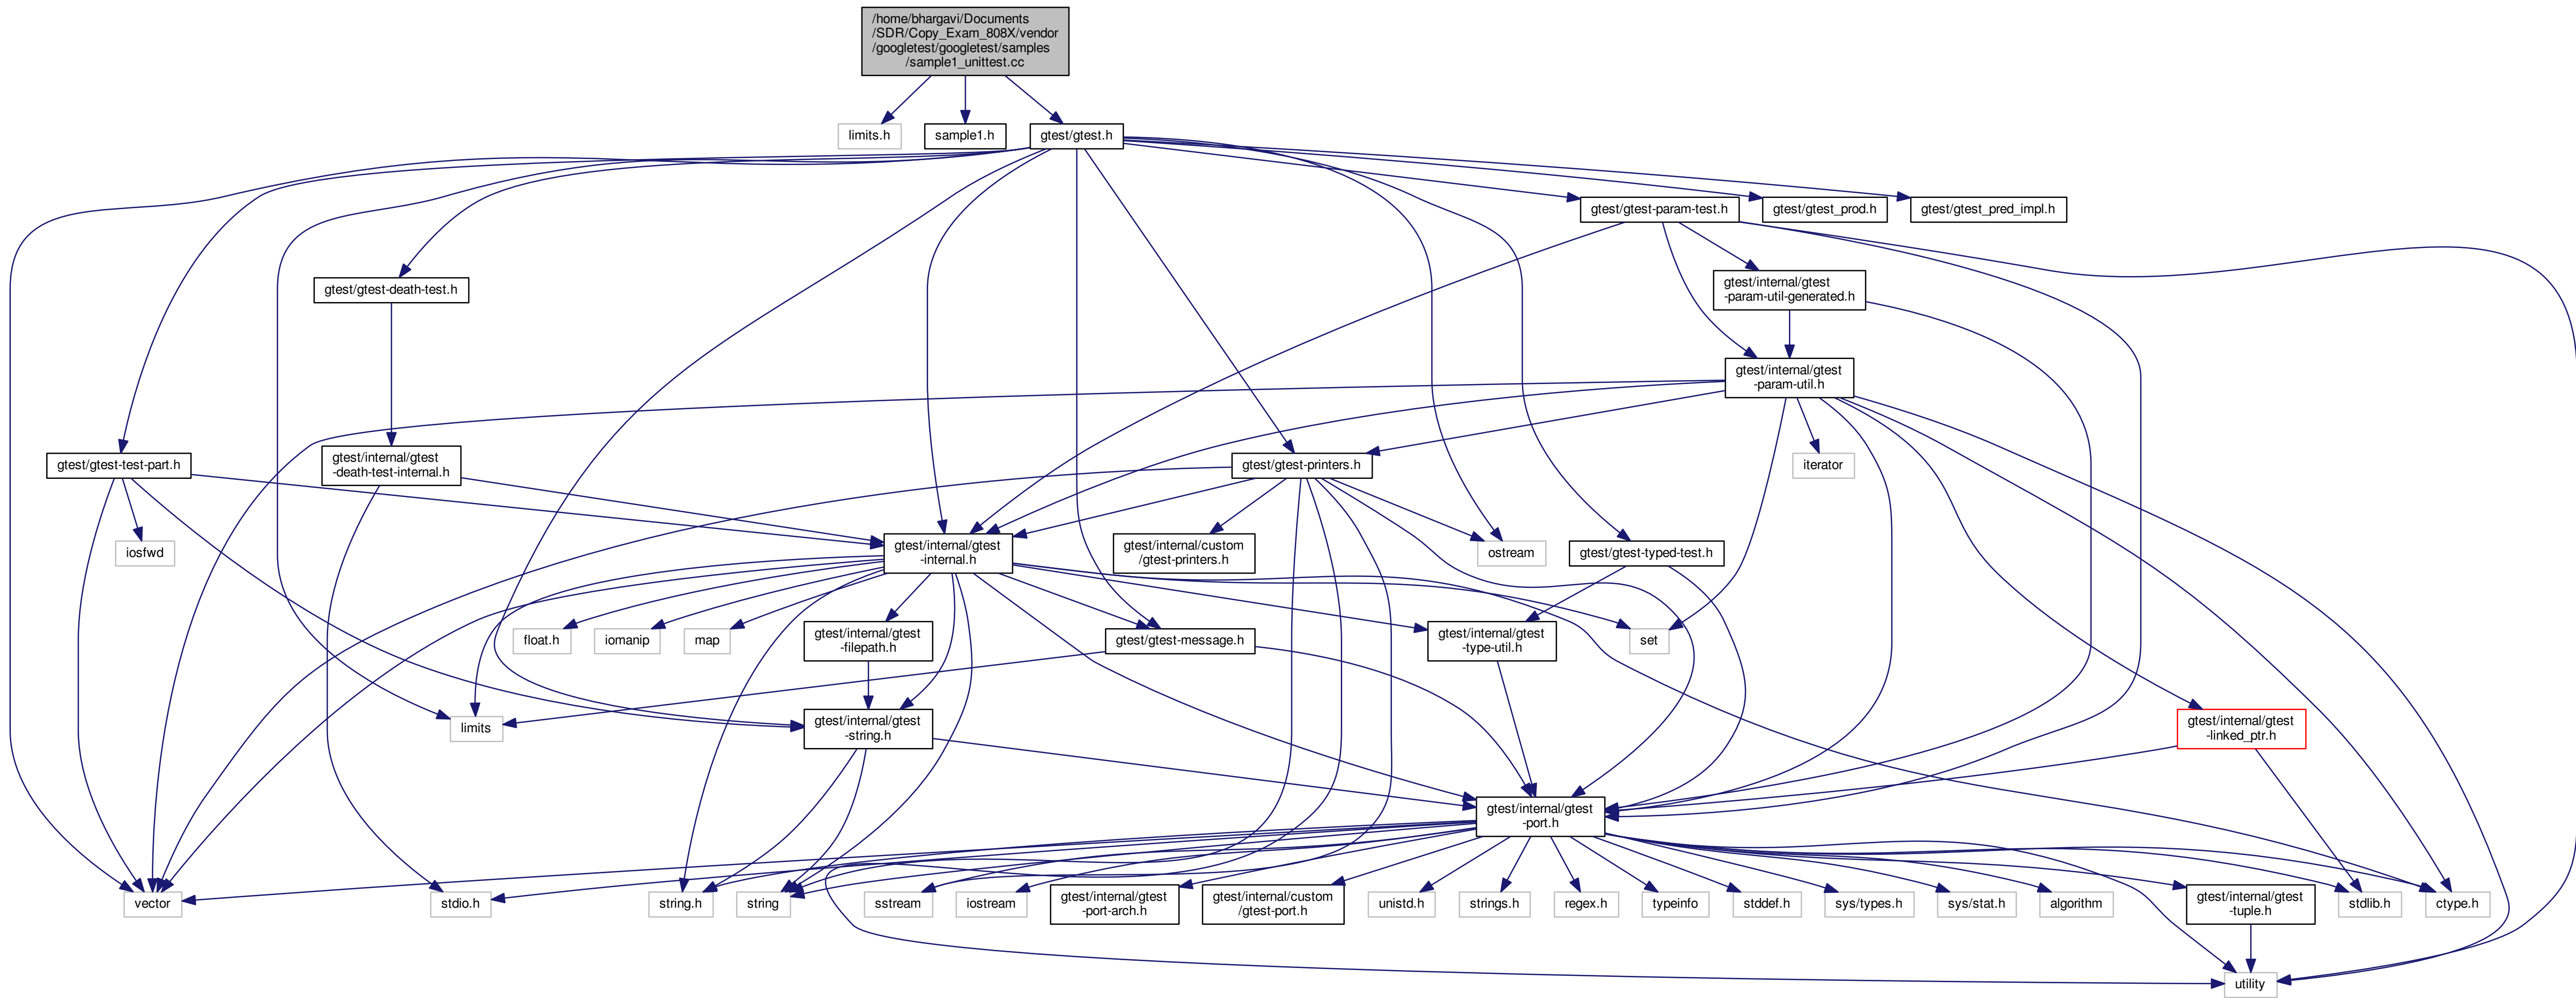 /home/bhargavi/Documents
/SDR/Copy_Exam_808X/vendor
/googletest/googletest/samples
/sample1_unittest.cc
limits.h
sample1.h
gtest/gtest.h
gtest/gtest-param-test.h
gtest/gtest_prod.h
gtest/gtest_pred_impl.h
gtest/gtest-death-test.h
gtest/internal/gtest
-param-util-generated.h
gtest/internal/gtest
-param-util.h
gtest/gtest-test-part.h
gtest/internal/gtest
-death-test-internal.h
gtest/gtest-printers.h
iterator
iosfwd
gtest/internal/gtest
-internal.h
gtest/internal/custom
/gtest-printers.h
ostream
gtest/gtest-typed-test.h
float.h
iomanip
map
gtest/internal/gtest
-filepath.h
gtest/gtest-message.h
gtest/internal/gtest
-type-util.h
set
limits
gtest/internal/gtest
-string.h
gtest/internal/gtest
-linked_ptr.h
gtest/internal/gtest
-port.h
vector
stdio.h
string.h
string
sstream
iostream
gtest/internal/gtest
-port-arch.h
gtest/internal/custom
/gtest-port.h
unistd.h
strings.h
regex.h
typeinfo
stddef.h
sys/types.h
sys/stat.h
algorithm
gtest/internal/gtest
-tuple.h
stdlib.h
ctype.h
utility